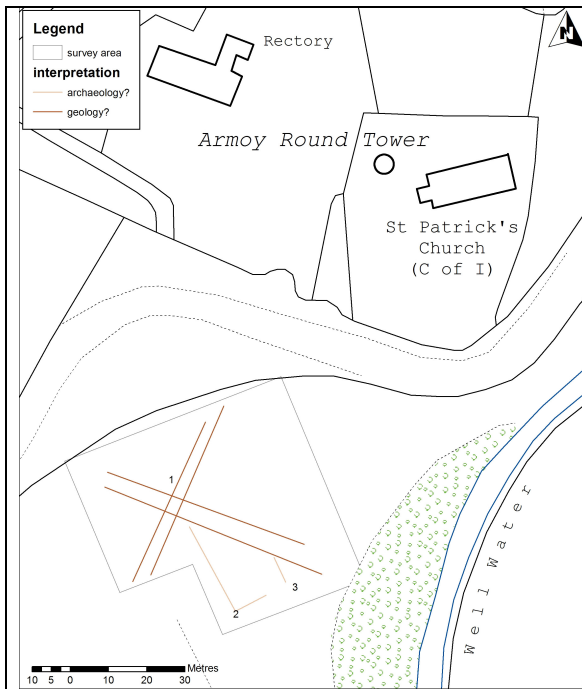 Legend
survey area
interpretation
archaeology?
geology?
N
Rectory
Armoy Round Tower
St Patrick's
Church
(C of I)
1
2
3
Well Water
Metres
10 5 0 10 20 30